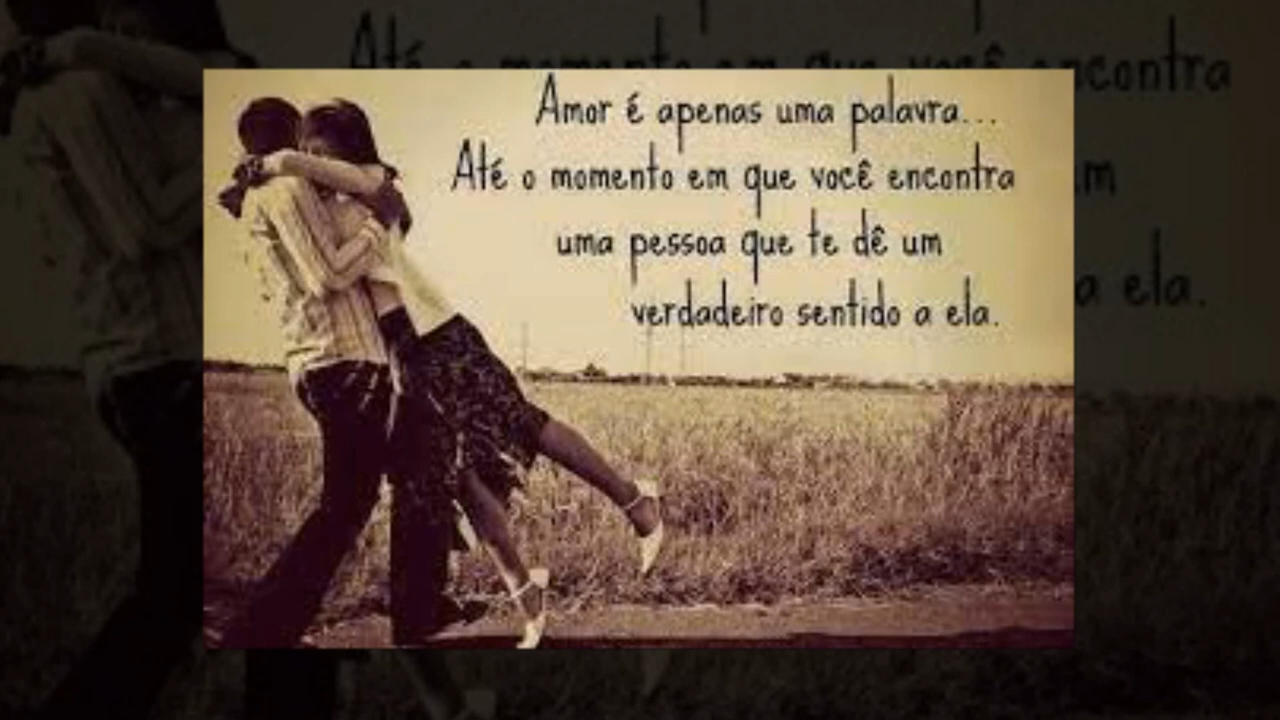 Amor é apenas uma palavra...
Até o momento em que você encontra
uma pessoa que te dê um
verdadeiro sentido a ela.